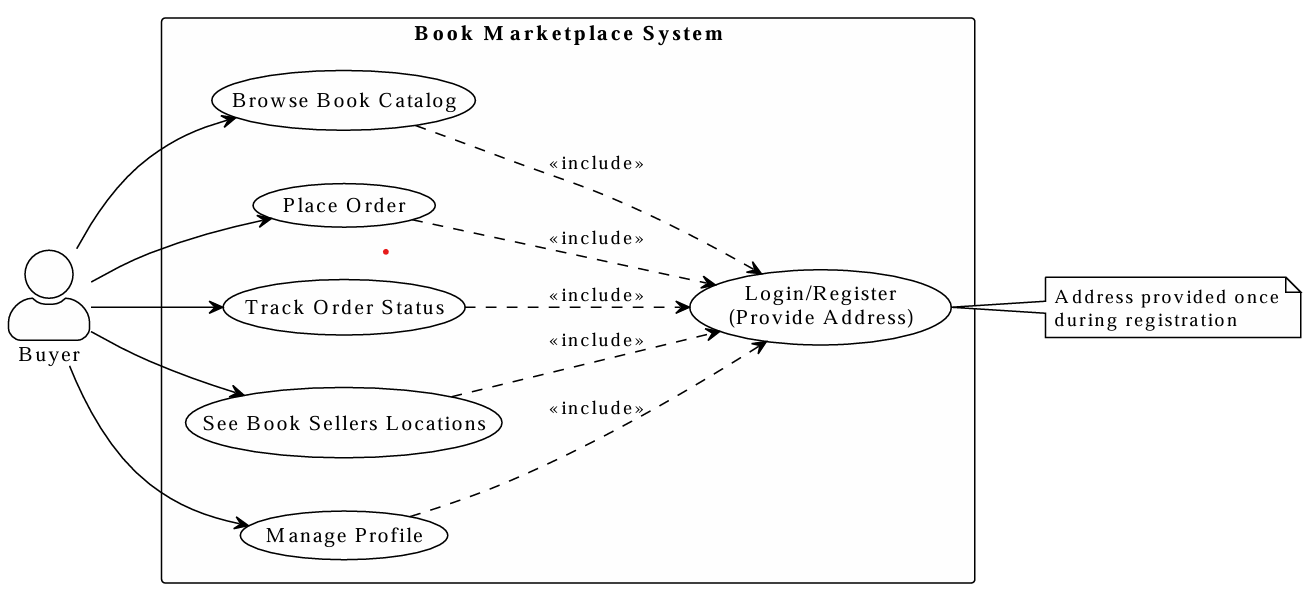 Book Marketplace System
Browse Book Catalog
«include»
Place Order
«include»
Track Order Status
«include»
Login/Register
(Provide Address)
Address provided once
during registration
«include»
Buyer
See Book Sellers Locations
«include»
Manage Profile